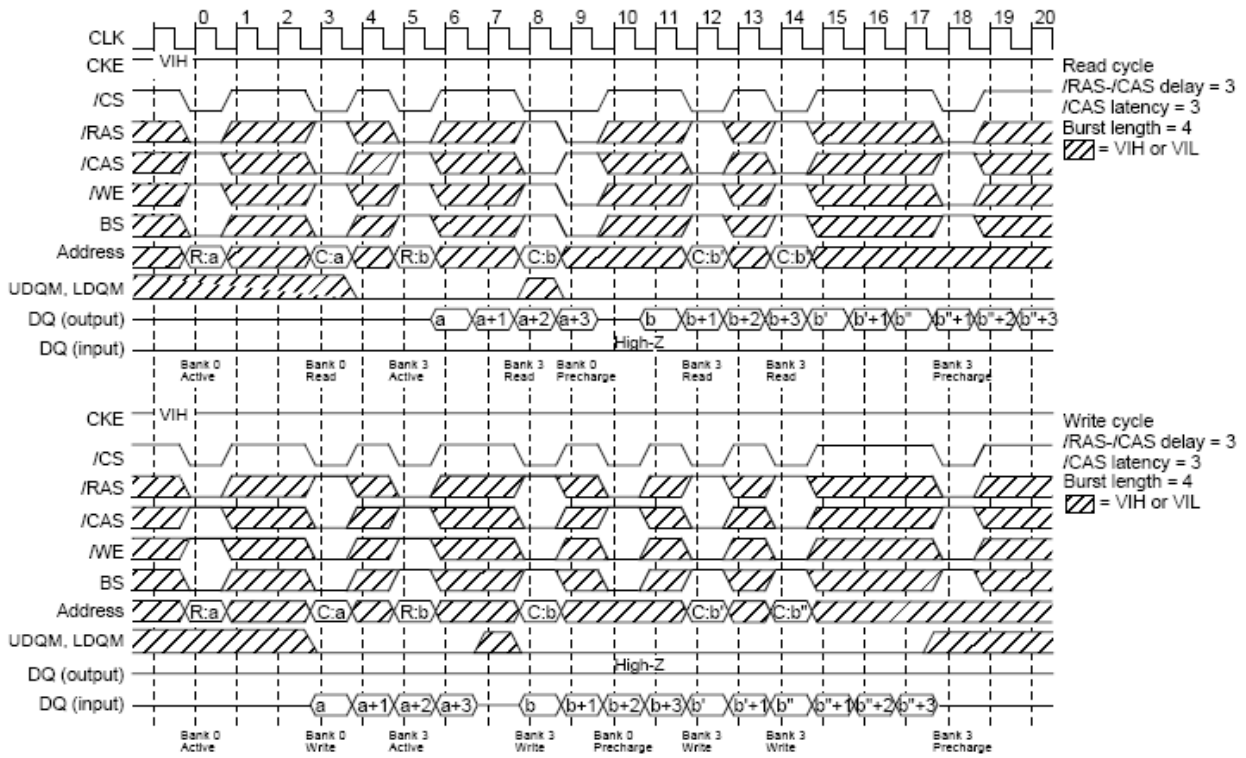 0 1 2 3 4 5 6 7 8 9 10 11 12 13 14 15 16 17 18 19 20
CLK
CKE VIH
/CS
/RAS
/CAS
/WE
BS
Address R:a C:a R:b C:b C:b' C:b"
UDQM, LDQM
DQ (output) a a+1 a+2 a+3 b b+1 b+2 b+3 b' b'+1 b" b"+1 b"+2 b"+3
High-Z
DQ (input)
Bank 0 Active Bank 0 Read Bank 3 Active Bank 3 Read Bank 0 Precharge Bank 3 Read Bank 3 Read Bank 3 Precharge
Read cycle
/RAS-/CAS delay = 3
/CAS latency = 3
Burst length = 4
= VIH or VIL
CKE VIH
/CS
/RAS
/CAS
/WE
BS
Address R:a C:a R:b C:b C:b' C:b"
UDQM, LDQM
High-Z
DQ (output)
DQ (input) a a+1 a+2 a+3 b b+1 b+2 b+3 b' b'+1 b" b"+1 b"+2 b"+3
Bank 0 Active Bank 0 Write Bank 3 Active Bank 3 Write Bank 0 Precharge Bank 3 Write Bank 3 Write Bank 3 Precharge
Write cycle
/RAS-/CAS delay = 3
/CAS latency = 3
Burst length = 4
= VIH or VIL